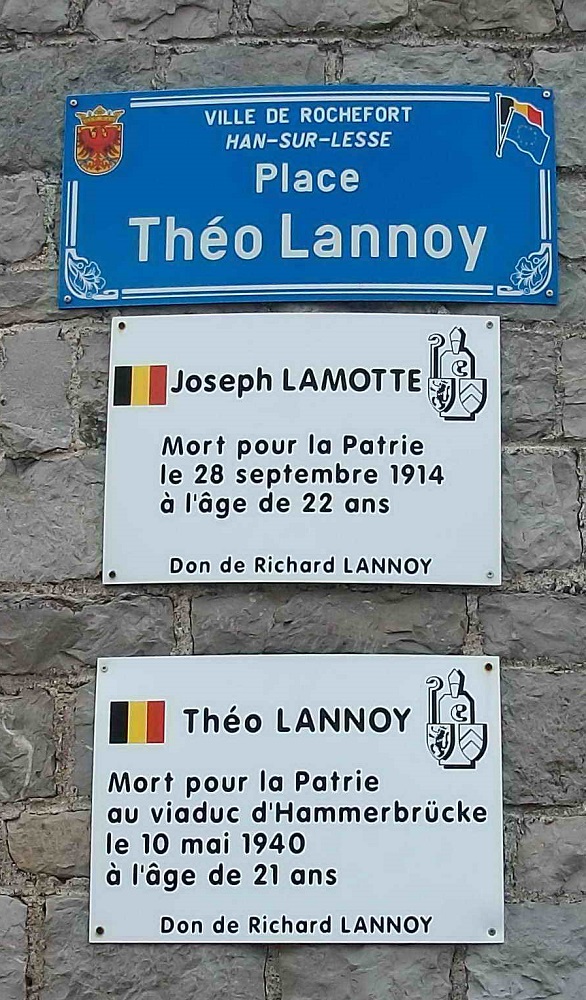 VILLE DE ROCHEFORT
HAN-SUR-LESSE
Place
Théo Lannoy
Joseph LAMOTTE
Mort pour la Patrie
le 28 septembre 1914
à l'âge de 22 ans
Don de Richard LANNOY
Théo LANNOY
Mort pour la Patrie
au viaduc d'Hammerbrücke
le 10 mai 1940
à l'âge de 21 ans
Don de Richard LANNOY